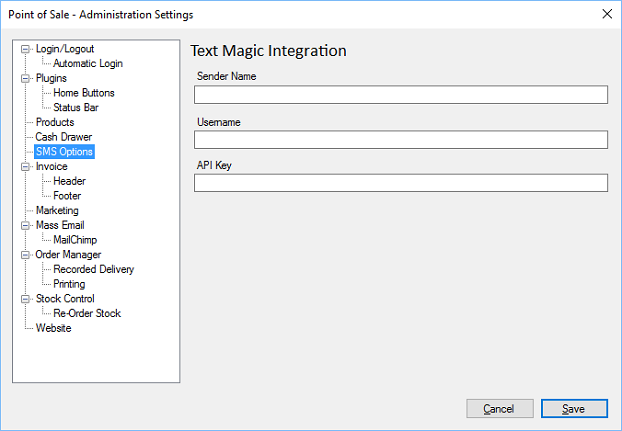 Point of Sale - Administration Settings
Login/Logout
Automatic Login
Plugins
Home Buttons
Status Bar
Products
Cash Drawer
SMS Options
Invoice
Header
Footer
Marketing
Mass Email
MailChimp
Order Manager
Recorded Delivery
Printing
Stock Control
Re-Order Stock
Website
Text Magic Integration
Sender Name
Username
API Key
Cancel
Save